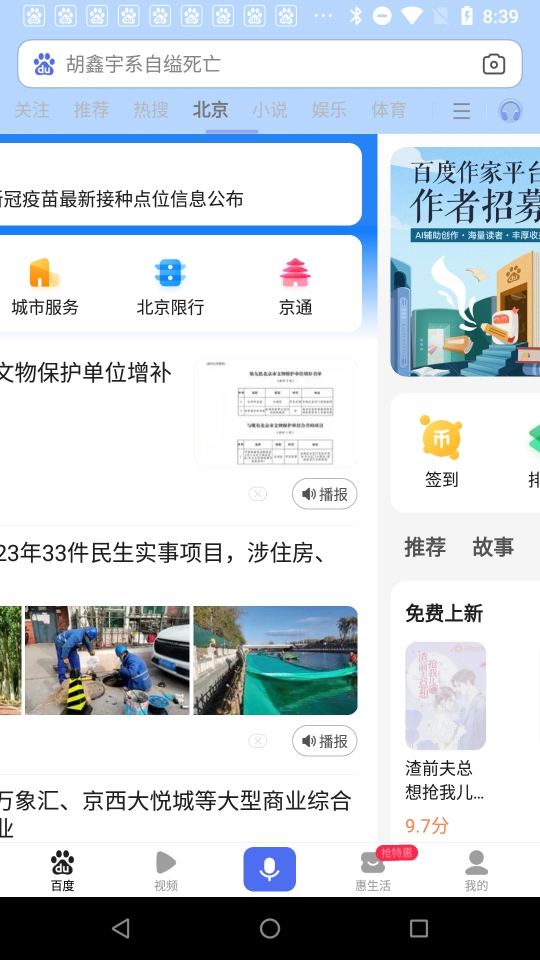 8:39
胡鑫宇系自缢死亡
关注 推荐 热搜 北京 小说 娱乐 体育
冠疫苗最新接种点位信息公布
城市服务 北京限行 京通
文物保护单位增补
播报
23年33件民生实事项目，涉住房、
播报
万象汇、京西大悦城等大型商业综合
业
百度作家平台
作者招募
AI辅助创作·海量读者·丰厚收
签到
推荐 故事
免费上新
渣前夫总
想抢我儿...
9.7分
抢特惠
百度 视频 惠生活 我的